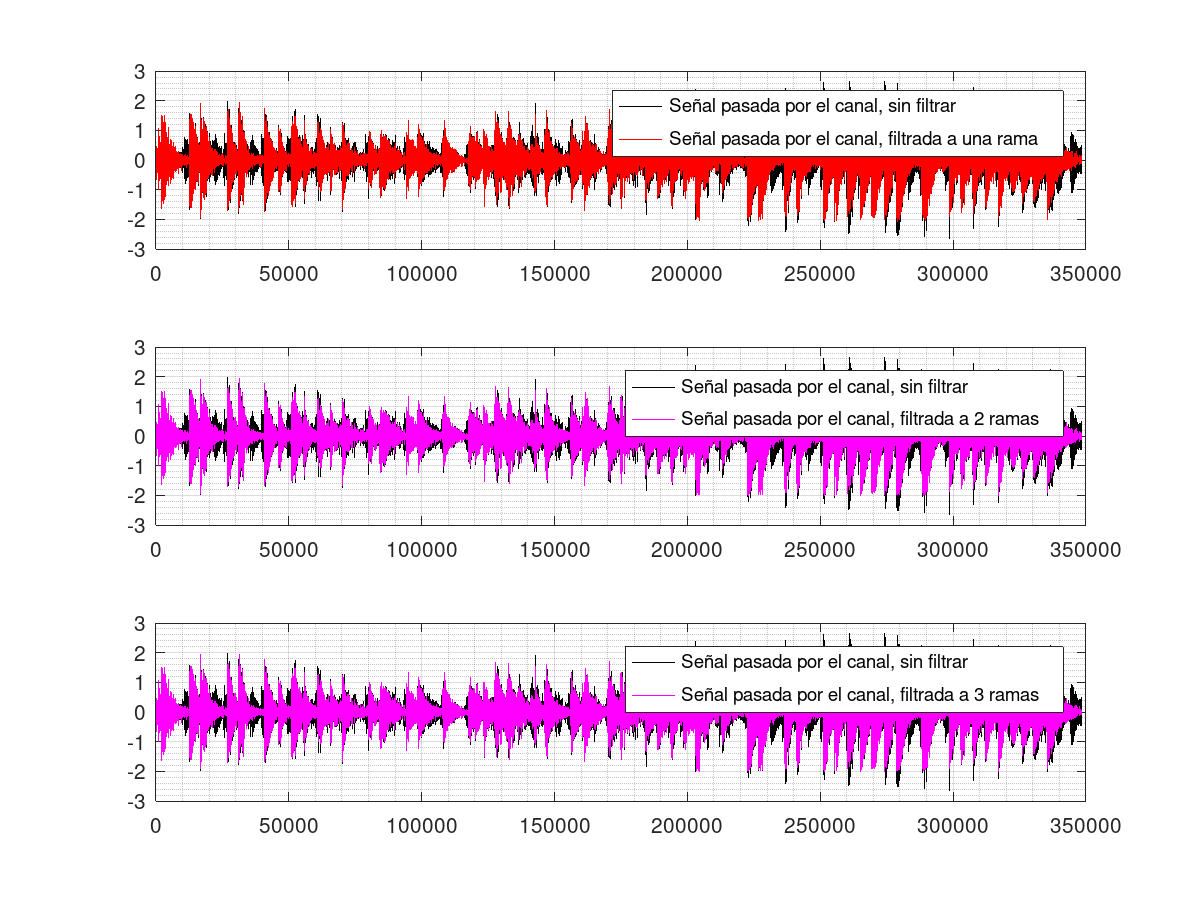 3
2
1
0
-1
-2
-3
0 50000 100000 150000 200000 250000 300000 350000
Señal pasada por el canal, sin filtrar
Señal pasada por el canal, filtrada a una rama
3
2
1
0
-1
-2
-3
0 50000 100000 150000 200000 250000 300000 350000
Señal pasada por el canal, sin filtrar
Señal pasada por el canal, filtrada a 2 ramas
3
2
1
0
-1
-2
-3
0 50000 100000 150000 200000 250000 300000 350000
Señal pasada por el canal, sin filtrar
Señal pasada por el canal, filtrada a 3 ramas